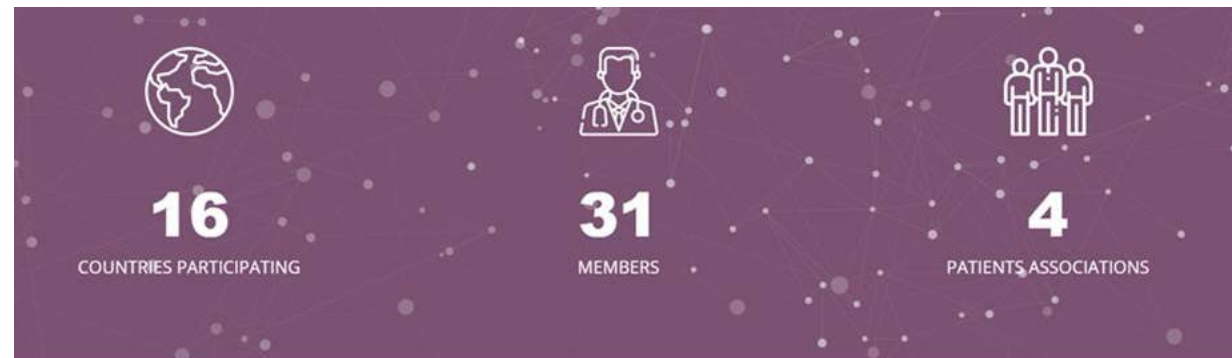 16
COUNTRIES PARTICIPATING
31
MEMBERS
4
PATIENTS ASSOCIATIONS